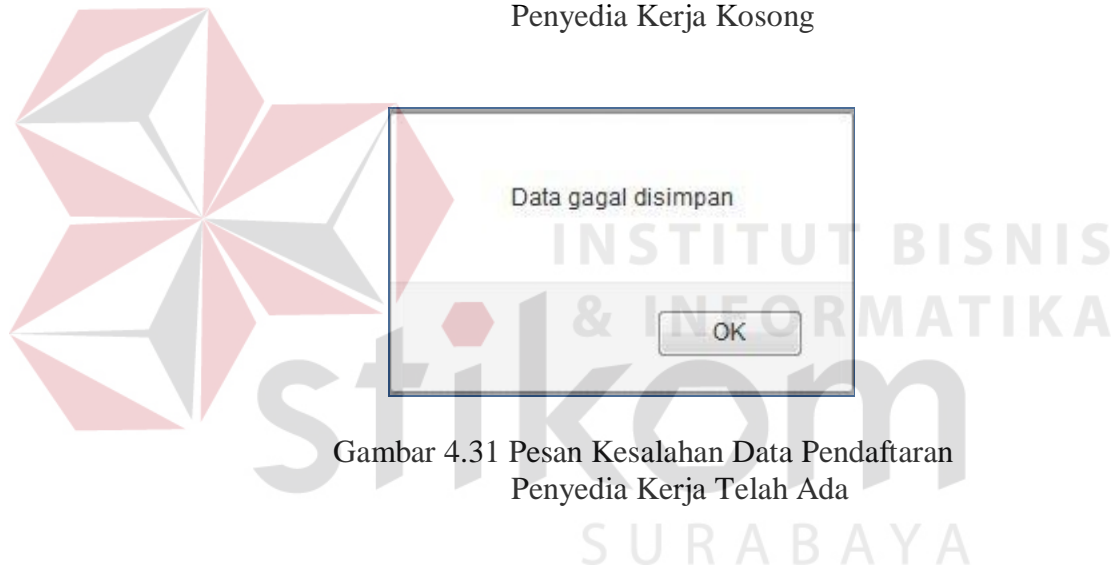 Penyedia Kerja Kosong
Data gagal disimpan
INSTITUT BISNIS
& INFORMATIKA
OK
stikom
Gambar 4.31 Pesan Kesalahan Data Pendaftaran
Penyedia Kerja Telah Ada
SURABAYA